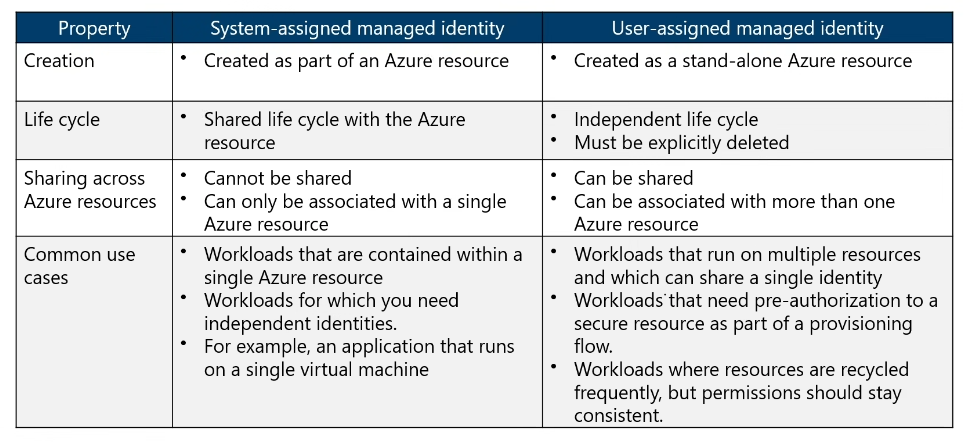 Property
System-assigned managed identity
User-assigned managed identity
Creation
• Created as part of an Azure resource
• Created as a stand-alone Azure resource
Life cycle
• Shared life cycle with the Azure
resource
• Independent life cycle
• Must be explicitly deleted
Sharing across
Azure resources
• Cannot be shared
• Can only be associated with a single
Azure resource
• Can be shared
• Can be associated with more than one
Azure resource
Common use
cases
• Workloads that are contained within a
single Azure resource
• Workloads for which you need
independent identities.
• For example, an application that runs
on a single virtual machine
• Workloads that run on multiple resources
and which can share a single identity
• Workloads that need pre-authorization to a
secure resource as part of a provisioning
flow.
• Workloads where resources are recycled
frequently, but permissions should stay
consistent.